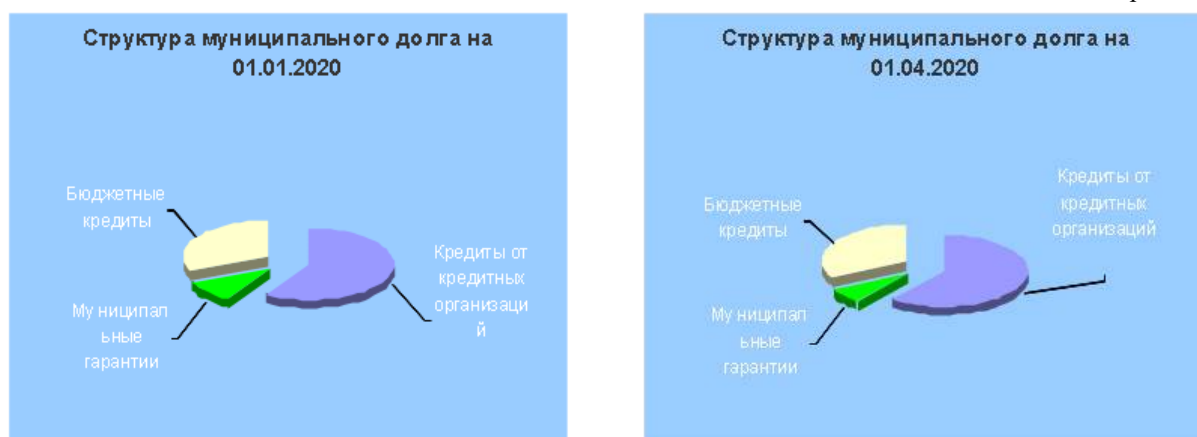 Структура муниципального долга на
01.01.2020
Бюджетные
кредиты
Кредиты от
кредитных
организаци
й
Му ниципал
ьные
гарантии
Структура муниципального долга на
01.04.2020
Кредиты от
кредитных
организаций
Бюджетные
кредиты
Му ниципал
ьные
гарантии